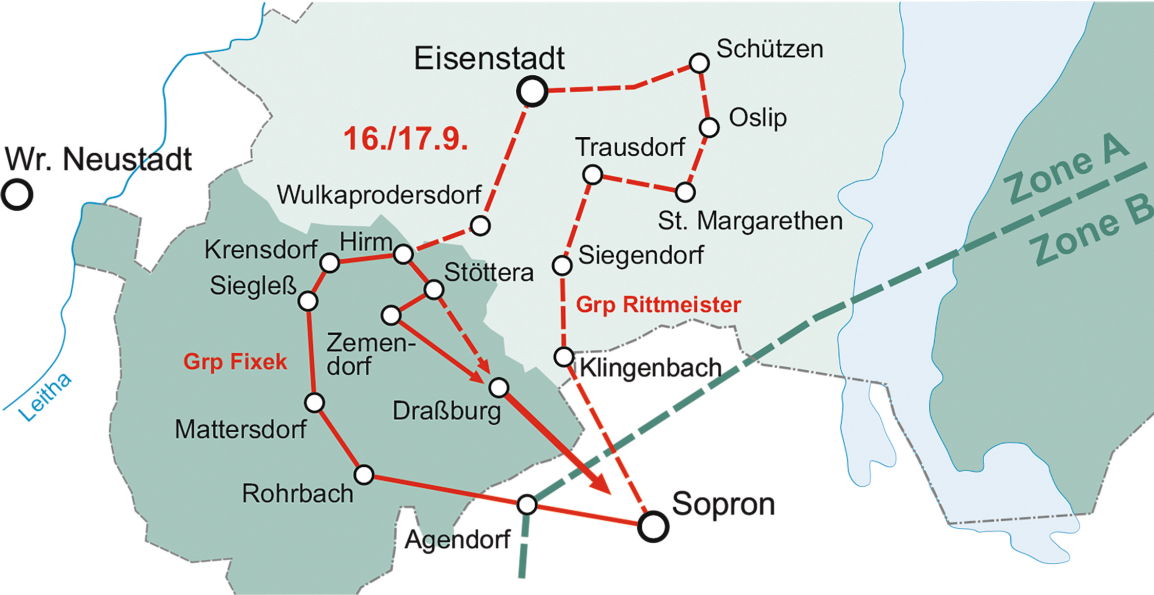 Schützen
Eisenstadt
Oslip
16./17.9.
Trausdorf
Zone A
Wr. Neustadt
Wulkaprodersdorf
St. Margarethen
Zone B
Krensdorf
Hirm
Siegendorf
Stöttera
Siegleß
Grp Rittmeister
Zemen-
dorf
Grp Fixek
Klingenbach
Leitha
Draßburg
Mattersdorf
Rohrbach
Sopron
Agendorf